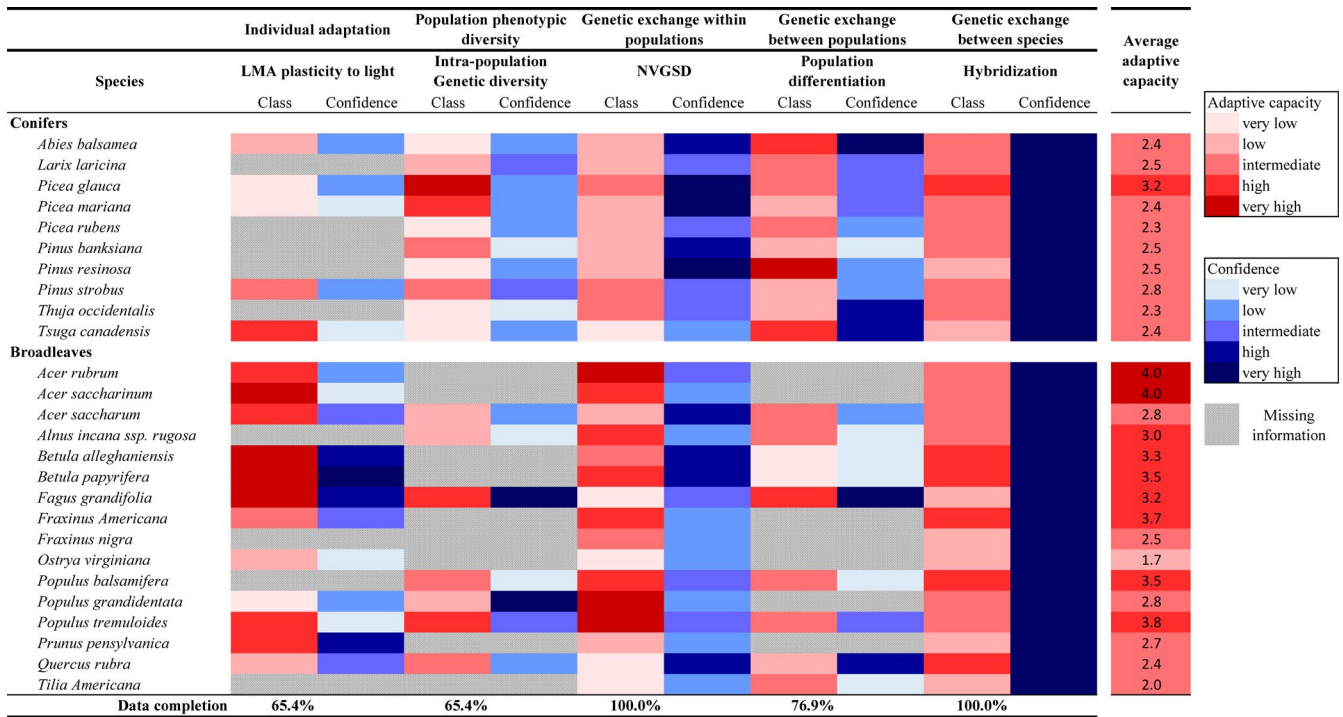 Individual adaptation
Population phenotypic diversity
Genetic exchange within populations
Genetic exchange between populations
Genetic exchange between species
Average adaptive capacity
Species
LMA plasticity to light
Intra-population Genetic diversity
NVGSD
Population differentiation
Hybridization
Class Confidence Class Confidence Class Confidence Class Confidence Class Confidence
Conifers
Abies balsamea 2.4
Larix laricina 2.5
Picea glauca 3.2
Picea mariana 2.4
Picea rubens 2.3
Pinus banksiana 2.5
Pinus resinosa 2.5
Pinus strobus 2.8
Thuja occidentalis 2.3
Tsuga canadensis 2.4
Broadleaves
Acer rubrum 4.0
Acer saccharinum 4.0
Acer saccharum 2.8
Alnus incana ssp. rugosa 3.0
Betula alleghaniensis 3.3
Betula papyrifera 3.5
Fagus grandifolia 3.2
Fraxinus Americana 3.7
Fraxinus nigra 2.5
Ostrya virginiana 1.7
Populus balsamifera 3.5
Populus grandidentata 2.8
Populus tremuloides 3.8
Prunus pensylvanica 2.7
Quercus rubra 2.4
Tilia Americana 2.0
Data completion 65.4% 65.4% 100.0% 76.9% 100.0%
Adaptive capacity
very low
low
intermediate
high
very high
Confidence
very low
low
intermediate
high
very high
Missing
information